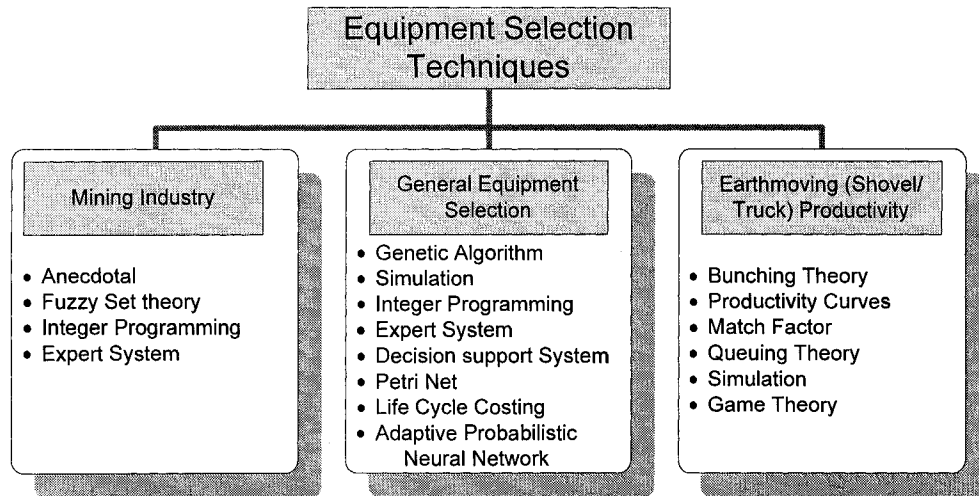 Equipment Selection
Techniques
Mining Industry
• Anecdotal
• Fuzzy Set theory
• Integer Programming
• Expert System
General Equipment
Selection
• Genetic Algorithm
• Simulation
• Integer Programming
• Expert System
• Decision support System
• Petri Net
• Life Cycle Costing
• Adaptive Probabilistic
Neural Network
Earthmoving (Shovel/
Truck) Productivity
• Bunching Theory
• Productivity Curves
• Match Factor
• Queuing Theory
• Simulation
• Game Theory